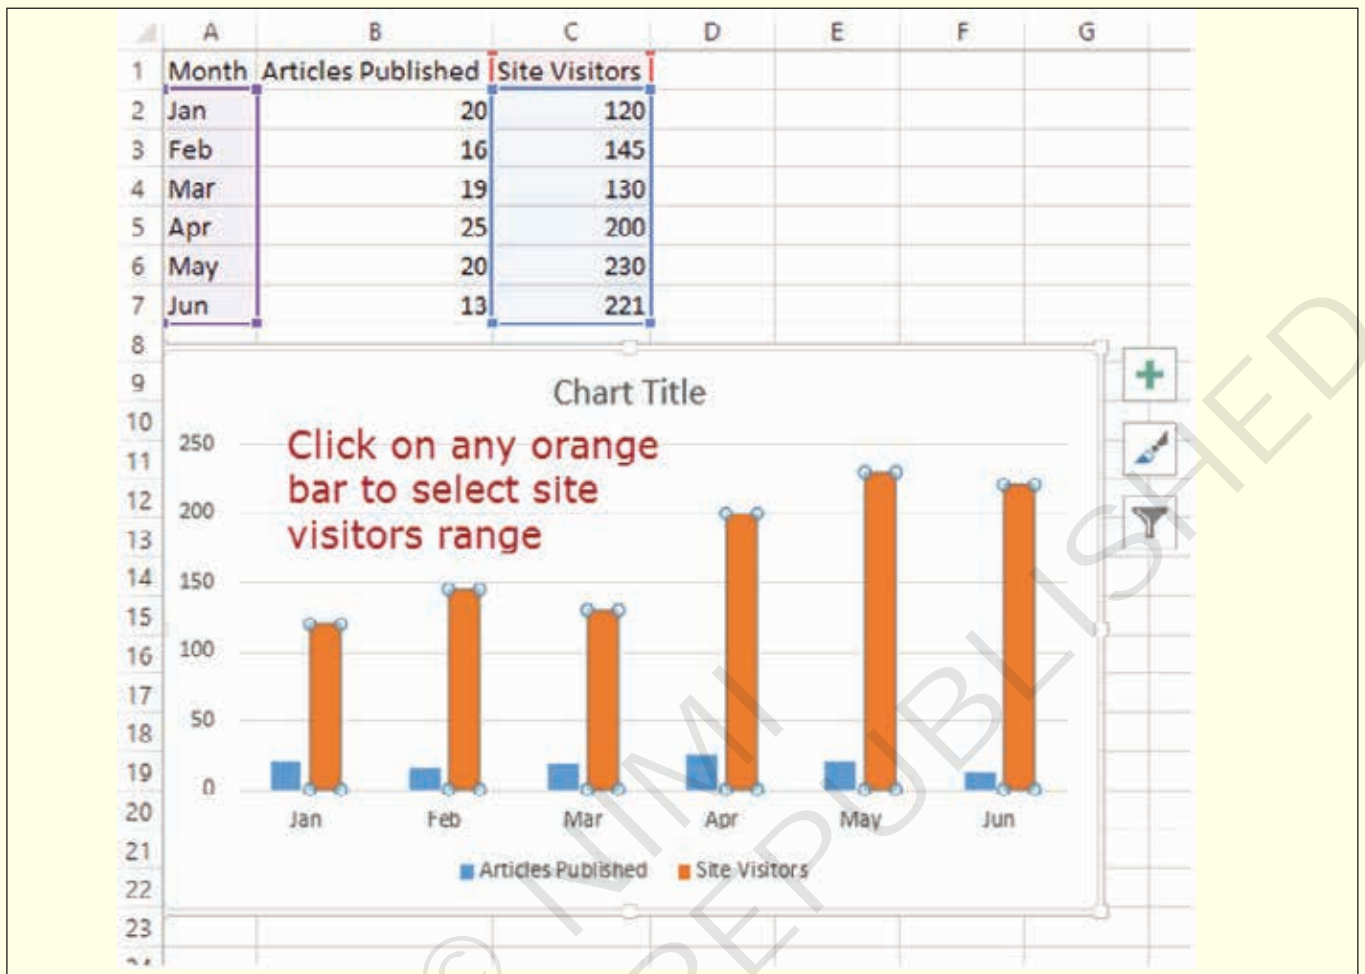 A B C D E F G
1 Month Articles Published Site Visitors
2 Jan 20 120
3 Feb 16 145
4 Mar 19 130
5 Apr 25 200
6 May 20 230
7 Jun 13 221
8
9
10
11
12
13
14
15
16
17
18
19
20
21
22
23
Chart Title
Click on any orange
bar to select site
visitors range
250
200
150
100
50
0
Jan Feb Mar Apr May Jun
Articles Published Site Visitors
© NIMI
REPUBLISHED